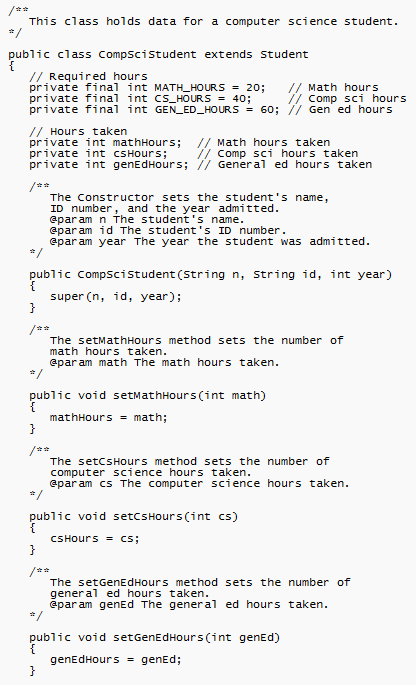 /**
This class holds data for a computer science student.
*/
public class CompSciStudent extends Student
{
// Required hours
private final int MATH_HOURS = 20; // Math hours
private final int CS_HOURS = 40; // Comp sci hours
private final int GEN_ED_HOURS = 60; // Gen ed hours
// Hours taken
private int mathHours; // Math hours taken
private int csHours; // Comp sci hours taken
private int genEdHours; // General ed hours taken
/**
The Constructor sets the student's name,
ID number, and the year admitted.
@param n The student's name.
@param id The student's ID number.
@param year The year the student was admitted.
*/
public CompSciStudent(String n, String id, int year)
{
super(n, id, year);
}
/**
The setMathHours method sets the number of
math hours taken.
@param math The math hours taken.
*/
public void setMathHours(int math)
{
mathHours = math;
}
/**
The setCsHours method sets the number of
computer science hours taken.
@param cs The computer science hours taken.
*/
public void setCsHours(int cs)
{
csHours = cs;
}
/**
The setGenEdHours method sets the number of
general ed hours taken.
@param genEd The general ed hours taken.
*/
public void setGenEdHours(int genEd)
{
genEdHours = genEd;
}